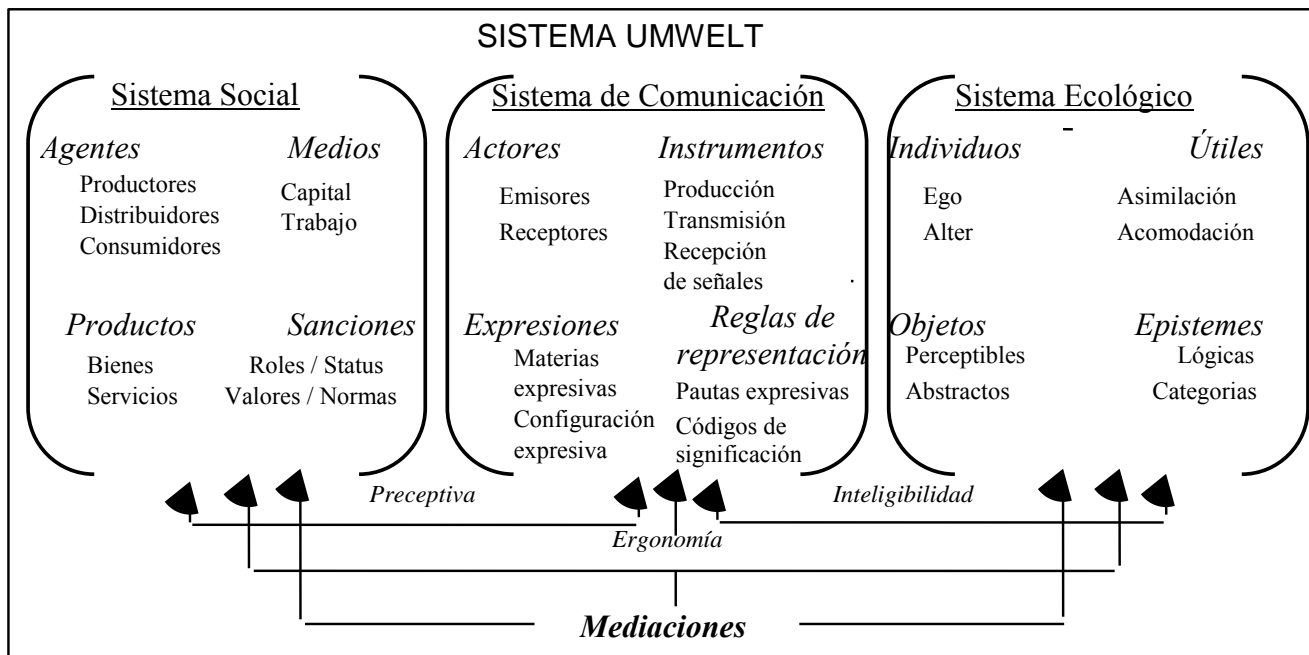 SISTEMA UMWELT
Sistema Social
Agentes
Productores
Distribuidores
Consumidores
Medios
Capital
Trabajo
Productos
Bienes
Servicios
Sanciones
Roles / Status
Valores / Normas
Sistema de Comunicación
Actores
Emisores
Receptores
Instrumentos
Producción
Transmisión
Recepción
de señales
Expresiones
Materias
expresivas
Configuración
expresiva
Reglas de
representación
Pautas expresivas
Códigos de
significación
Sistema Ecológico
Individuos
Ego
Alter
Útiles
Asimilación
Acomodación
Objetos
Perceptibles
Abstractos
Epistemes
Lógicas
Categorias
Preceptiva
Inteligibilidad
Ergonomía
Mediaciones